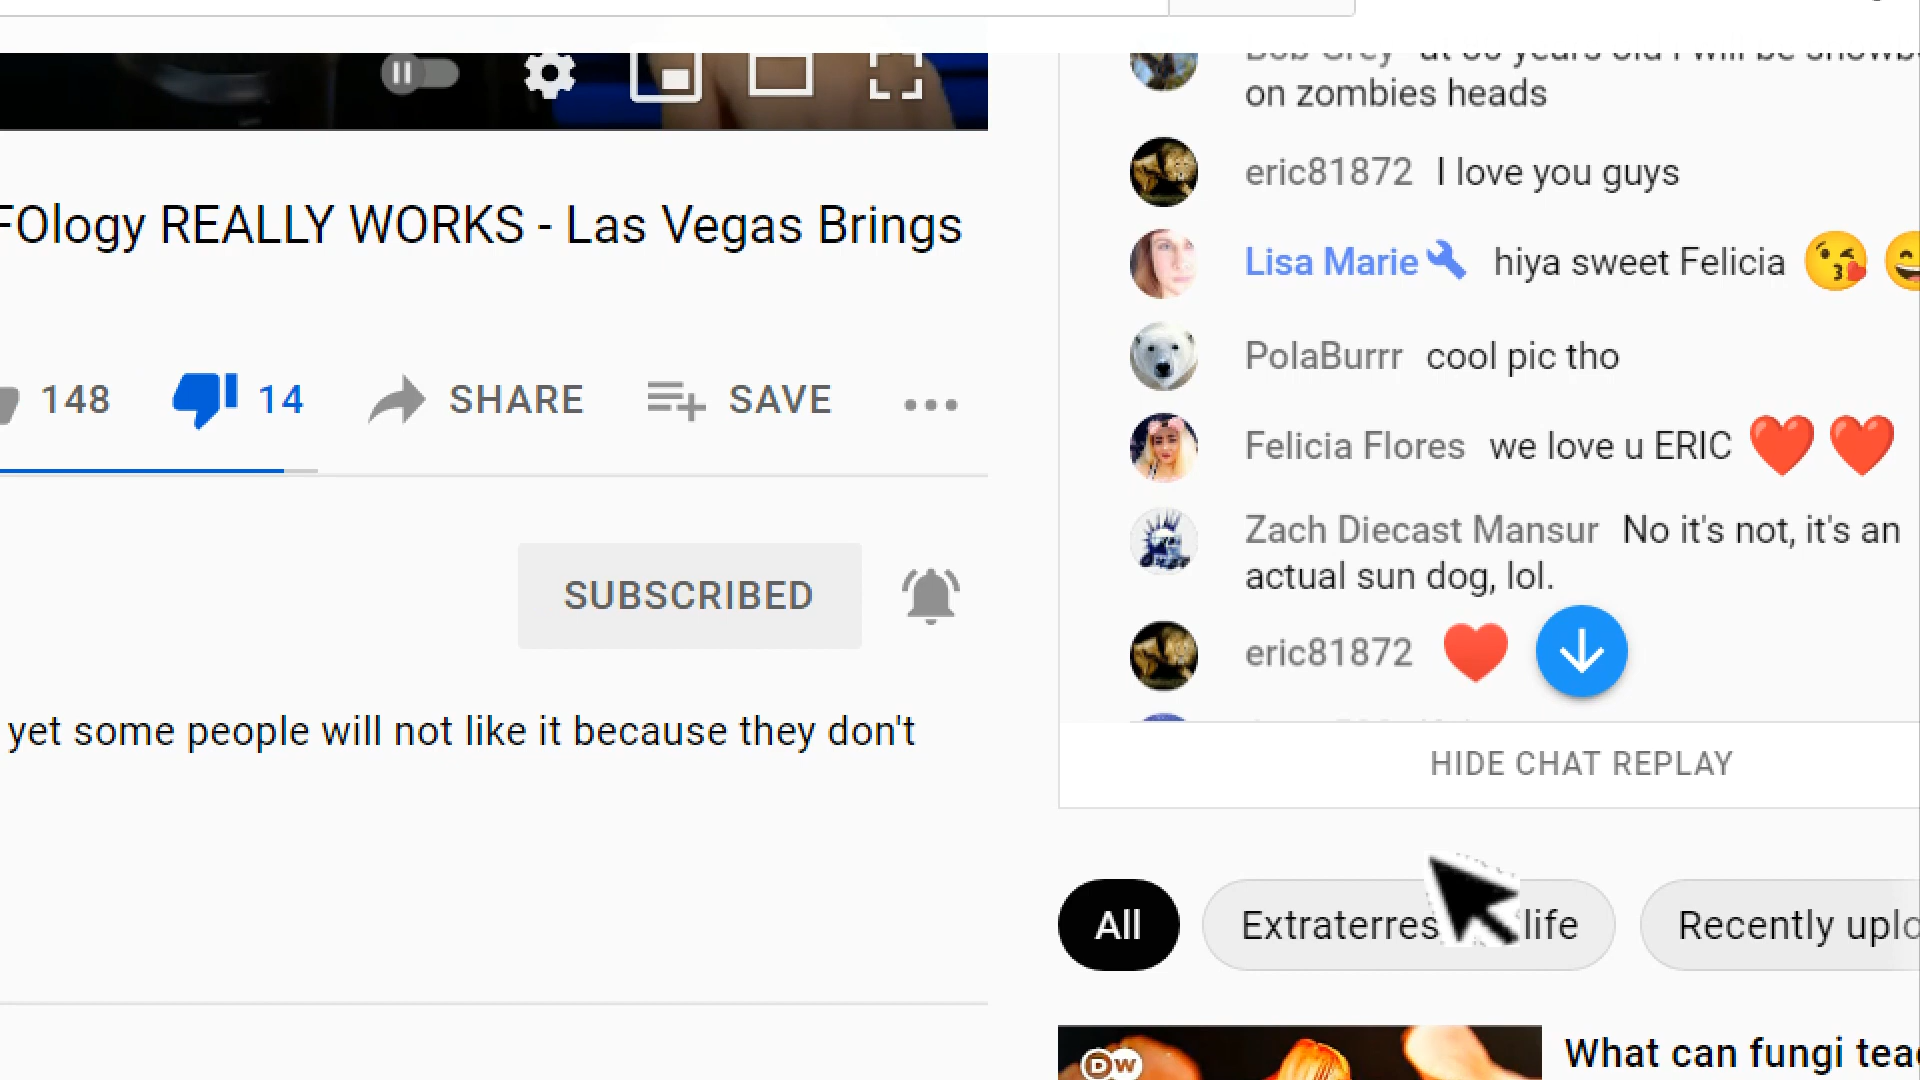 on zombies heads
eric81872 I love you guys
FOlogy REALLY WORKS - Las Vegas Brings
Lisa Marie hiya sweet Felicia
PolaBurrr cool pic tho
148 14 SHARE SAVE
Felicia Flores we love u ERIC
Zach Diecast Mansur No it's not, it's an
actual sun dog, lol.
SUBSCRIBED
eric81872
yet some people will not like it because they don't
HIDE CHAT REPLAY
All
life
Recently
DW
What can fungi